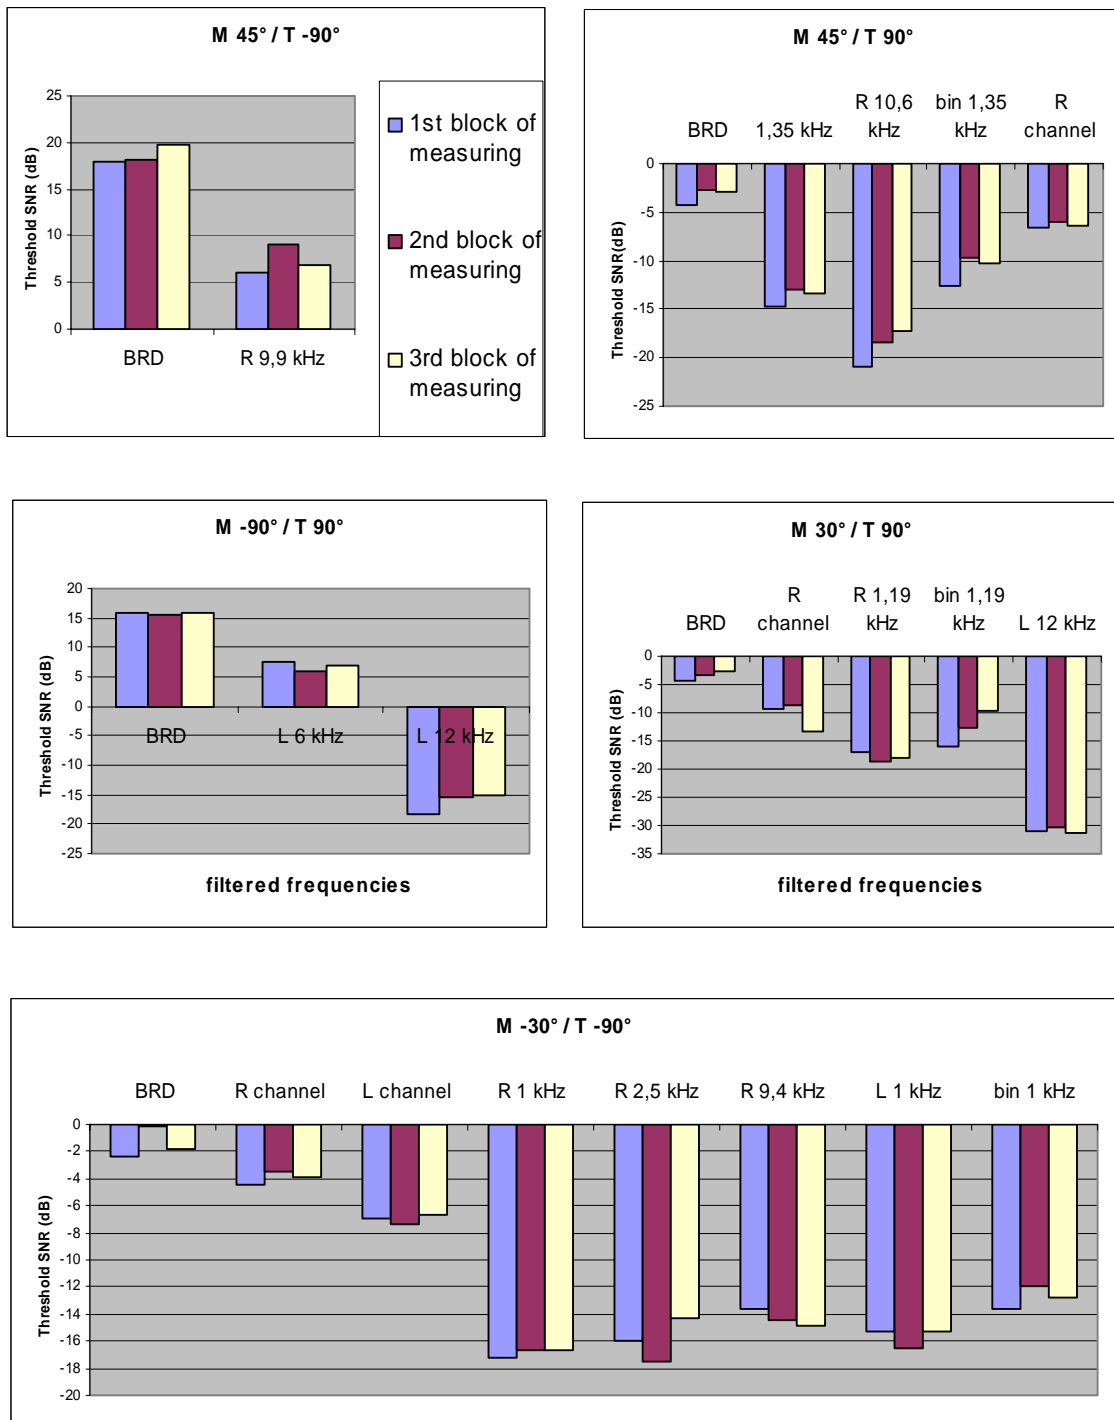 M 45° / T -90°
Threshold SNR (dB)
25
20
15
10
5
0
BRD
R 9,9 kHz
1st block of
measuring
2nd block of
measuring
3rd block of
measuring
M 45° / T 90°
Threshold SNR(dB)
BRD
1,35 kHz
R 10,6
kHz
bin 1,35
kHz
R
channel
0
-5
-10
-15
-20
-25
M -90° / T 90°
Threshold SNR (dB)
20
15
10
5
0
-5
-10
-15
-20
-25
BRD
L 6 kHz
L 12 kHz
filtered frequencies
M 30° / T 90°
Threshold SNR (dB)
BRD
R
channel
R 1,19
kHz
bin 1,19
kHz
L 12 kHz
0
-5
-10
-15
-20
-25
-30
-35
filtered frequencies
M -30° / T -90°
Threshold SNR (dB)
BRD
R channel
L channel
R 1 kHz
R 2,5 kHz
R 9,4 kHz
L 1 kHz
bin 1 kHz
0
-2
-4
-6
-8
-10
-12
-14
-16
-18
-20